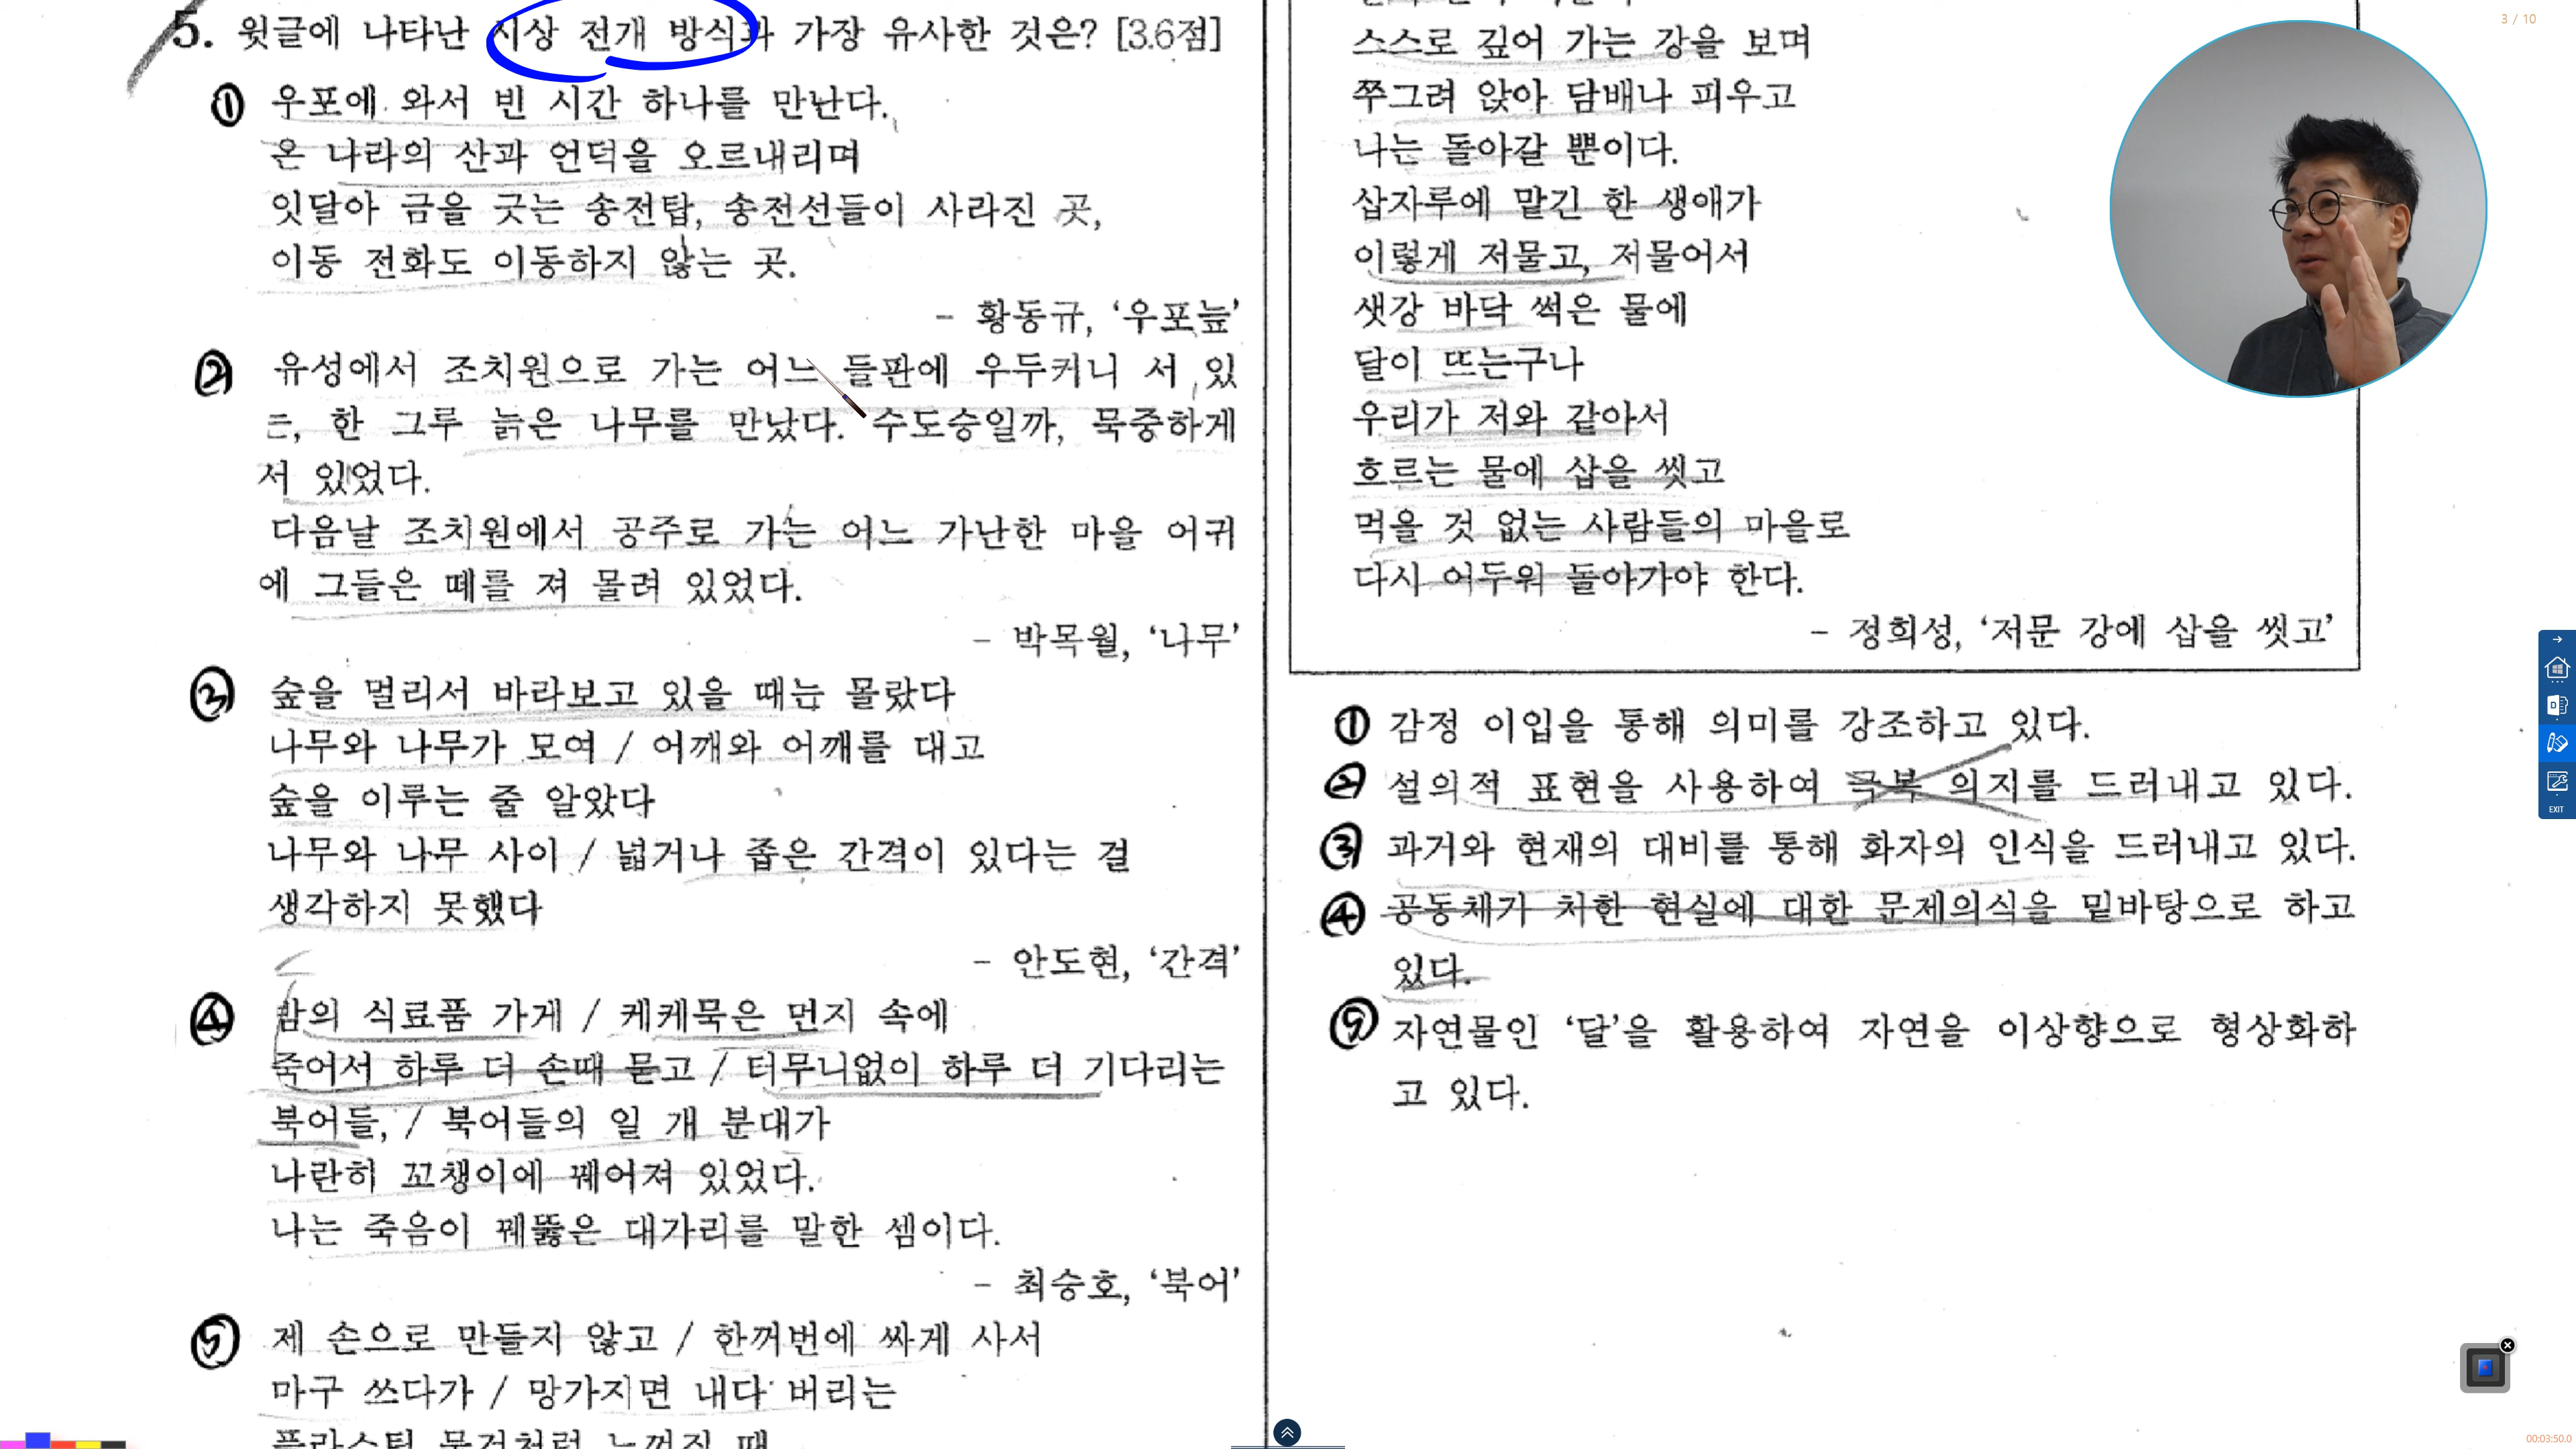 5. 윗글에 나타난 시상 전개 방식과 가장 유사한 것은? [3.6점]
① 우포에 와서 빈 시간 하나를 만난다.
온 나라의 산과 언덕을 오르내리며
잇달아 금을 긋는 송전탑, 송전선들이 사라진 곳,
이동 전화도 이동하지 않는 곳.
- 황동규, ‘우포늪’
② 유성에서 조치원으로 가는 어느 들판에 우두커니 서 있
는, 한 그루 늙은 나무를 만났다. 수도승일까, 묵중하게
서 있었다.
다음날 조치원에서 공주로 가는 어느 가난한 마을 어귀
에 그들은 떼를 져 몰려 있었다.
- 박목월, ‘나무’
③ 숲을 멀리서 바라보고 있을 때는 몰랐다
나무와 나무가 모여 / 어깨와 어깨를 대고
숲을 이루는 줄 알았다
나무와 나무 사이 / 넓거나 좁은 간격이 있다는 걸
생각하지 못했다
- 안도현, ‘간격’
④ 밤의 식료품 가게 / 케케묵은 먼지 속에
죽어서 하루 더 손때 묻고 / 터무니없이 하루 더 기다리는
북어들, / 북어들의 일 개 분대가
나란히 꼬챙이에 꿰어져 있었다.
나는 죽음이 꿰뚫은 대가리를 말한 셈이다.
- 최승호, ‘북어’
⑤ 제 손으로 만들지 않고 / 한꺼번에 싸게 사서
마구 쓰다가 / 망가지면 내다 버리는
플라스틱 물건처럼 느껴질 때
스스로 깊어 가는 강을 보며
쭈그려 앉아 담배나 피우고
나는 돌아갈 뿐이다.
삽자루에 맡긴 한 생애가
이렇게 저물고, 저물어서
샛강 바닥 썩은 물에
달이 뜨는구나
우리가 저와 같아서
흐르는 물에 삽을 씻고
먹을 것 없는 사람들의 마을로
다시 어두워 돌아가야 한다.
- 정희성, ‘저문 강에 삽을 씻고’
① 감정 이입을 통해 의미를 강조하고 있다.
② 설의적 표현을 사용하여 극복 의지를 드러내고 있다.
③ 과거와 현재의 대비를 통해 화자의 인식을 드러내고 있다.
④ 공동체가 처한 현실에 대한 문제의식을 밑바탕으로 하고
있다.
⑤ 자연물인 ‘달’을 활용하여 자연을 이상향으로 형상화하
고 있다.
3 / 10
EXIT
00:03:50.0